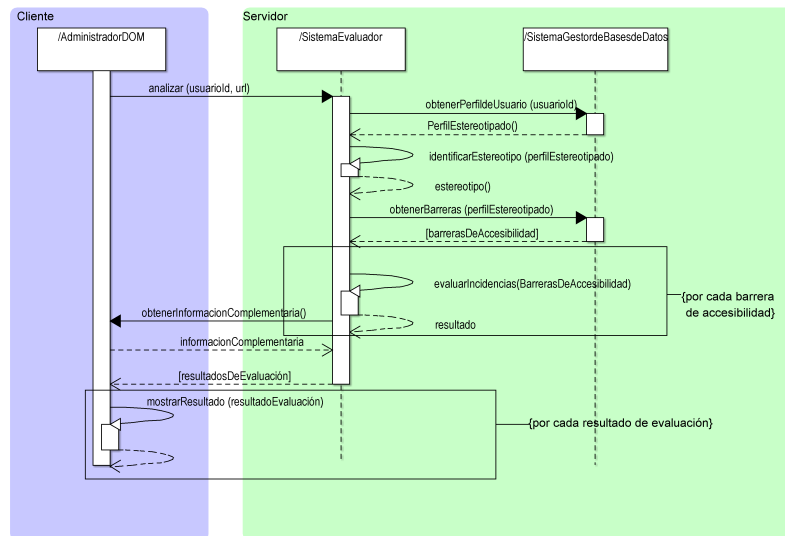 Cliente
Servidor
/AdministradorDOM
/SistemaEvaluador
/SistemaGestordeBasesdeDatos
analizar (usuarioId, url)
obtenerPerfildeUsuario (usuarioId)
PerfilEstereotipado()
identificarEstereotipo (perfilEstereotipado)
estereotipo()
obtenerBarreras (perfilEstereotipado)
[barrerasDeAccesibilidad]
evaluarIncidencias(BarrerasDeAccesibilidad)
{por cada barrera
de accesibilidad}
obtenerInformacionComplementaria()
resultado
informacionComplementaria
[resultadosDeEvaluación]
mostrarResultado (resultadoEvaluación)
{por cada resultado de evaluación}